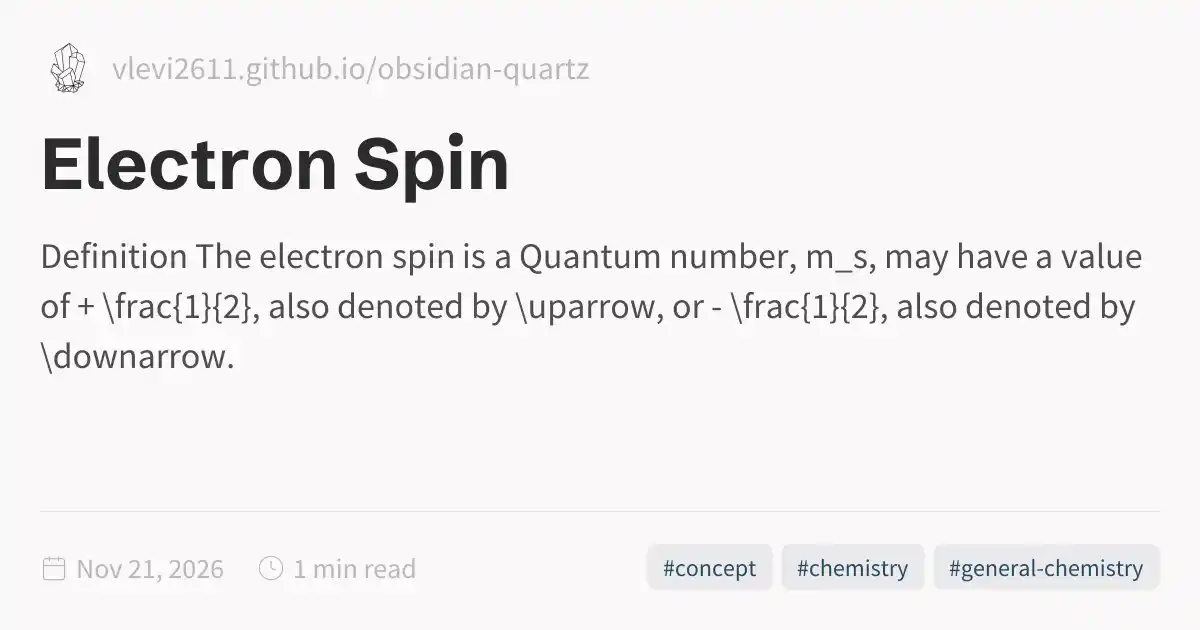 vlevi2611.github.io/obsidian-quartz
Electron Spin
Definition The electron spin is a Quantum number, m_s, may have a value
of + \frac{1}{2}, also denoted by \uparrow, or - \frac{1}{2}, also denoted by
\downarrow.
Nov 21, 2026 1 min read #concept #chemistry #general-chemistry